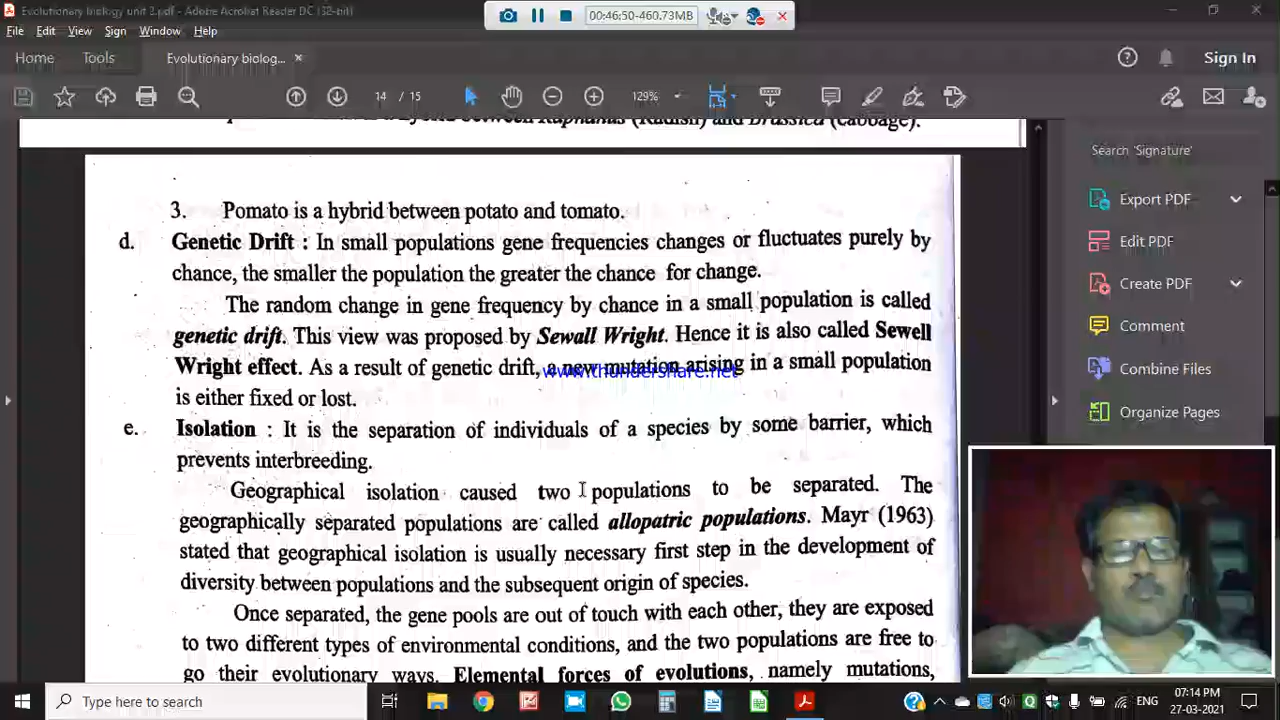 Evolutionary biology unit 3.pdf - Adobe Acrobat Reader DC (32-bit)
00:46:50-460.73MB
File Edit View Sign Window Help
Home Tools Evolutionary biolog... Sign In
14 / 15 129%
(Radish) and Brassica (Cabbage).
Search 'Signature'
3. Pomato is a hybrid between potato and tomato.
d. Genetic Drift : In small populations gene frequencies changes or fluctuates purely by
chance, the smaller the population the greater the chance for change.
The random change in gene frequency by chance in a small population is called
genetic drift. This view was proposed by Sewall Wright. Hence it is also called Sewell
Wright effect. As a result of genetic drift, a new mutation arising in a small population
www.thundershare.net
is either fixed or lost.
e. Isolation : It is the separation of individuals of a species by some barrier, which
prevents interbreeding.
Geographical isolation caused two populations to be separated. The
geographically separated populations are called allopatric populations. Mayr (1963)
stated that geographical isolation is usually necessary first step in the development of
diversity between populations and the subsequent origin of species.
Once separated, the gene pools are out of touch with each other, they are exposed
to two different types of environmental conditions, and the two populations are free to
go their evolutionary ways. Elemental forces of evolutions, namely mutations,
Export PDF
Edit PDF
Create PDF
Comment
Combine Files
Organize Pages
Type here to search
ENG
07:14 PM
27-03-2021